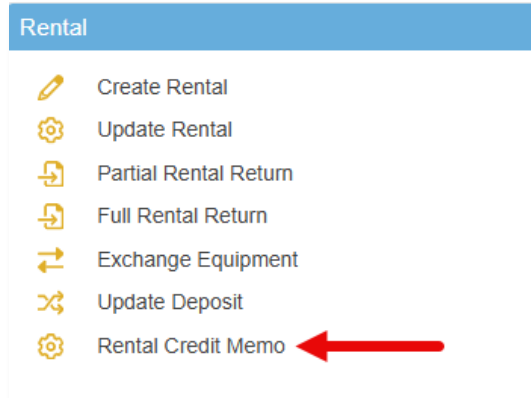 Rental
Create Rental
Update Rental
Partial Rental Return
Full Rental Return
Exchange Equipment
Update Deposit
Rental Credit Memo